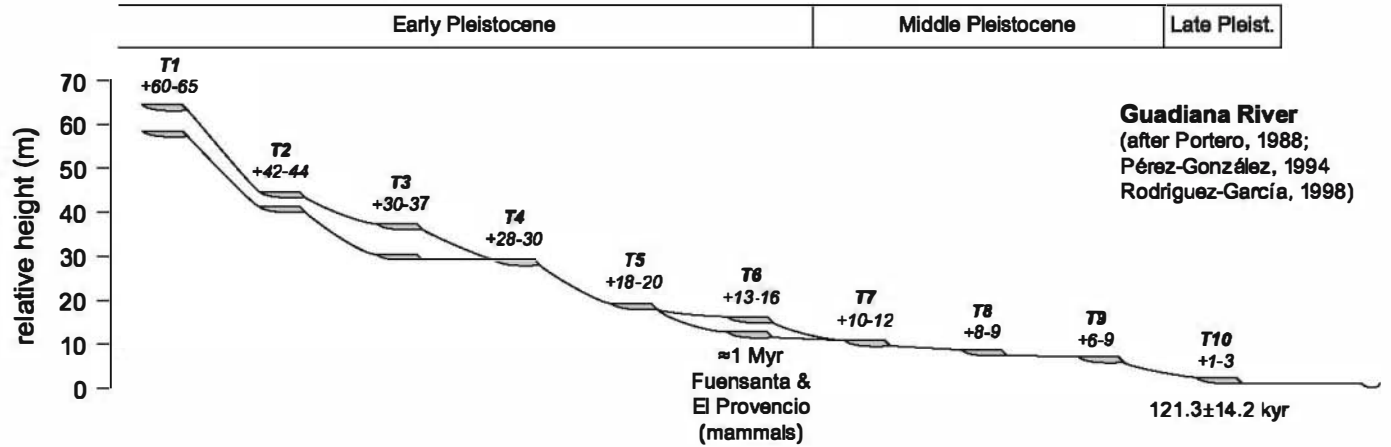 Early Pleistocene
Middle Pleistocene
Late Pleist.
relative height (m)
70
60
50
40
30
20
10
0
T1
+60-65
T2
+42-44
T3
+30-37
T4
+28-30
T5
+18-20
T6
+13-16
T7
+10-12
T8
+8-9
T9
+6-9
T10
+1-3
Guadiana River
(after Portero, 1988;
Pérez-González, 1994
Rodriguez-García, 1998)
≈1 Myr
Fuensanta &
El Provencio
(mammals)
121.3±14.2 kyr